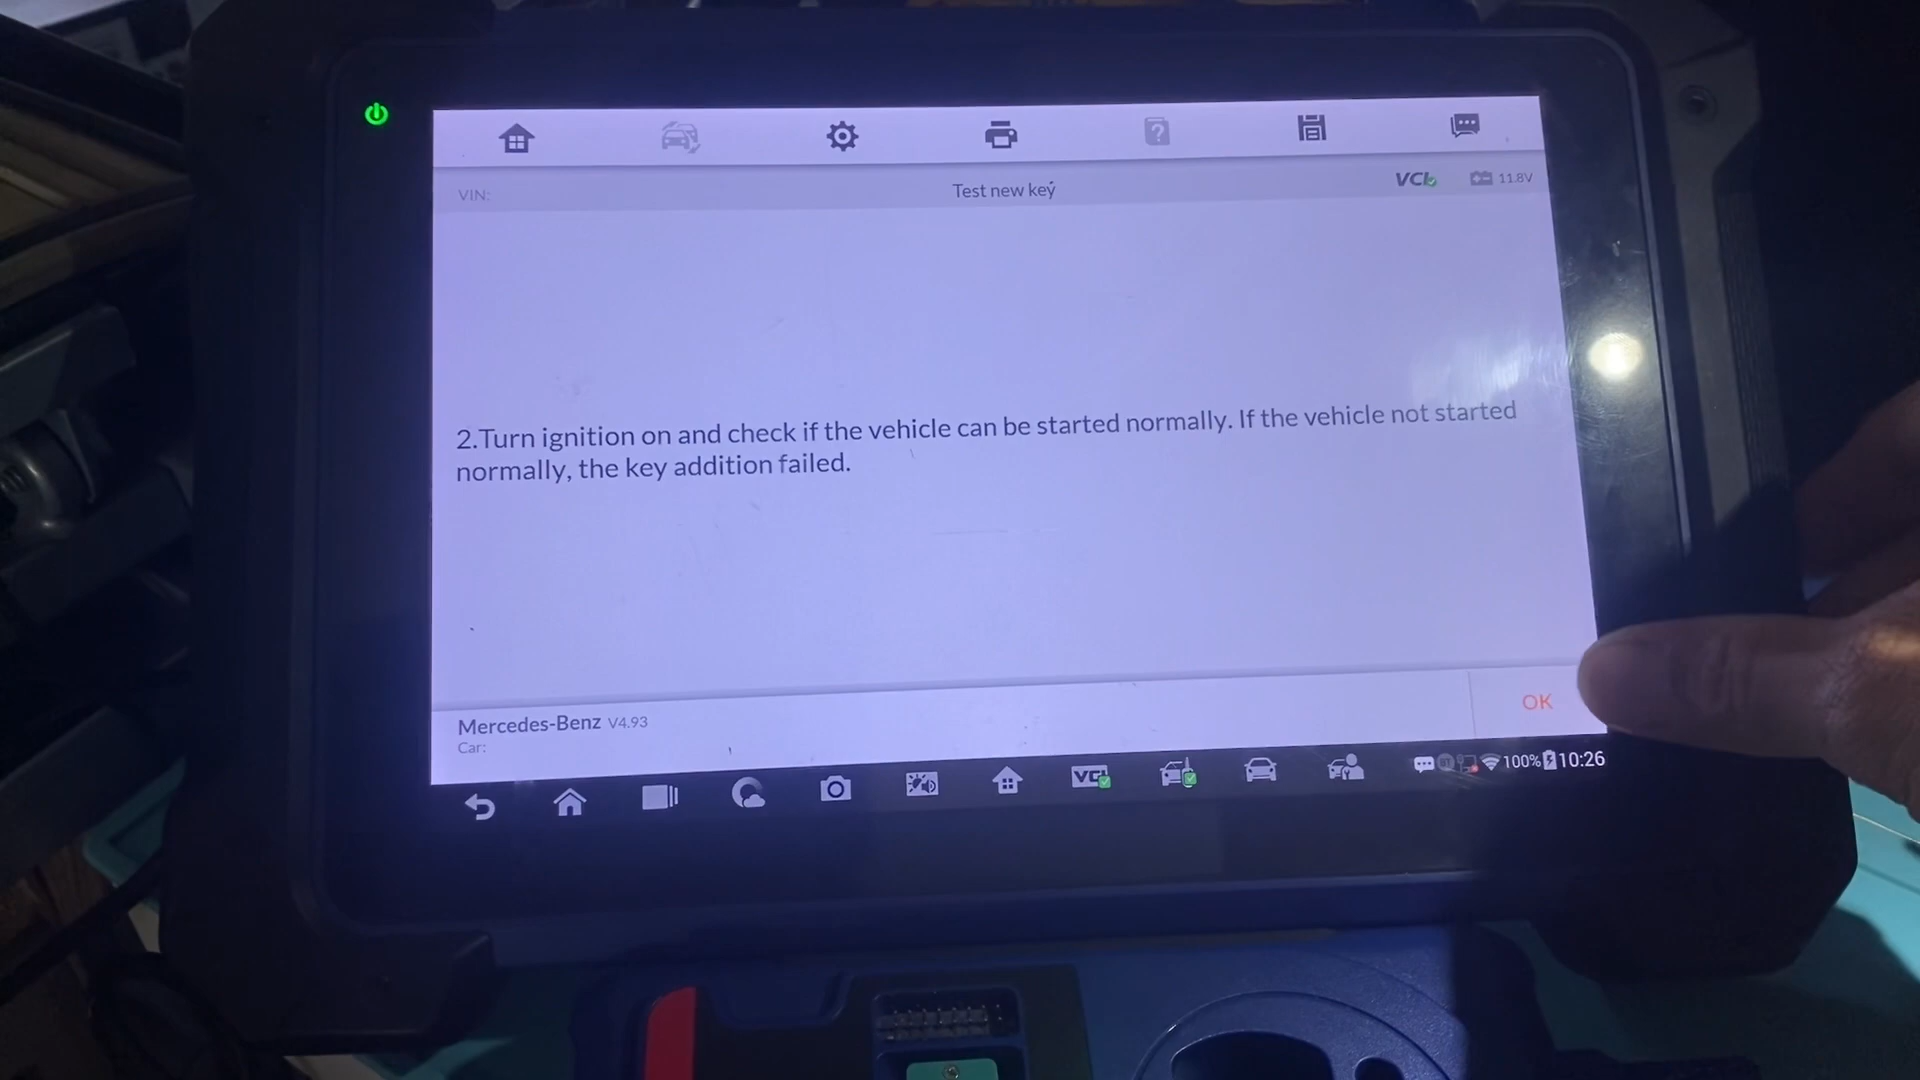 VIN:
Test new key
VCI
11.8V
2.Turn ignition on and check if the vehicle can be started normally. If the vehicle not started
normally, the key addition failed.
OK
Mercedes-Benz V4.93
Car:
VCI
100%
10:26